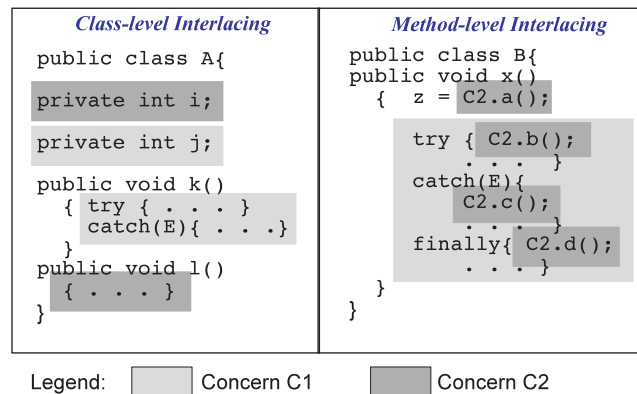 Class-level Interlacing
public class A{
private int i;
private int j;
public void k()
{ try { . . . }
catch(E){ . . .}
}
public void l()
{ . . . }
}
Method-level Interlacing
public class B{
public void x()
{ z = C2.a();
try { C2.b();
. . . }
catch(E){
C2.c();
. . . }
finally{ C2.d();
. . . }
}
}
Legend: Concern C1 Concern C2